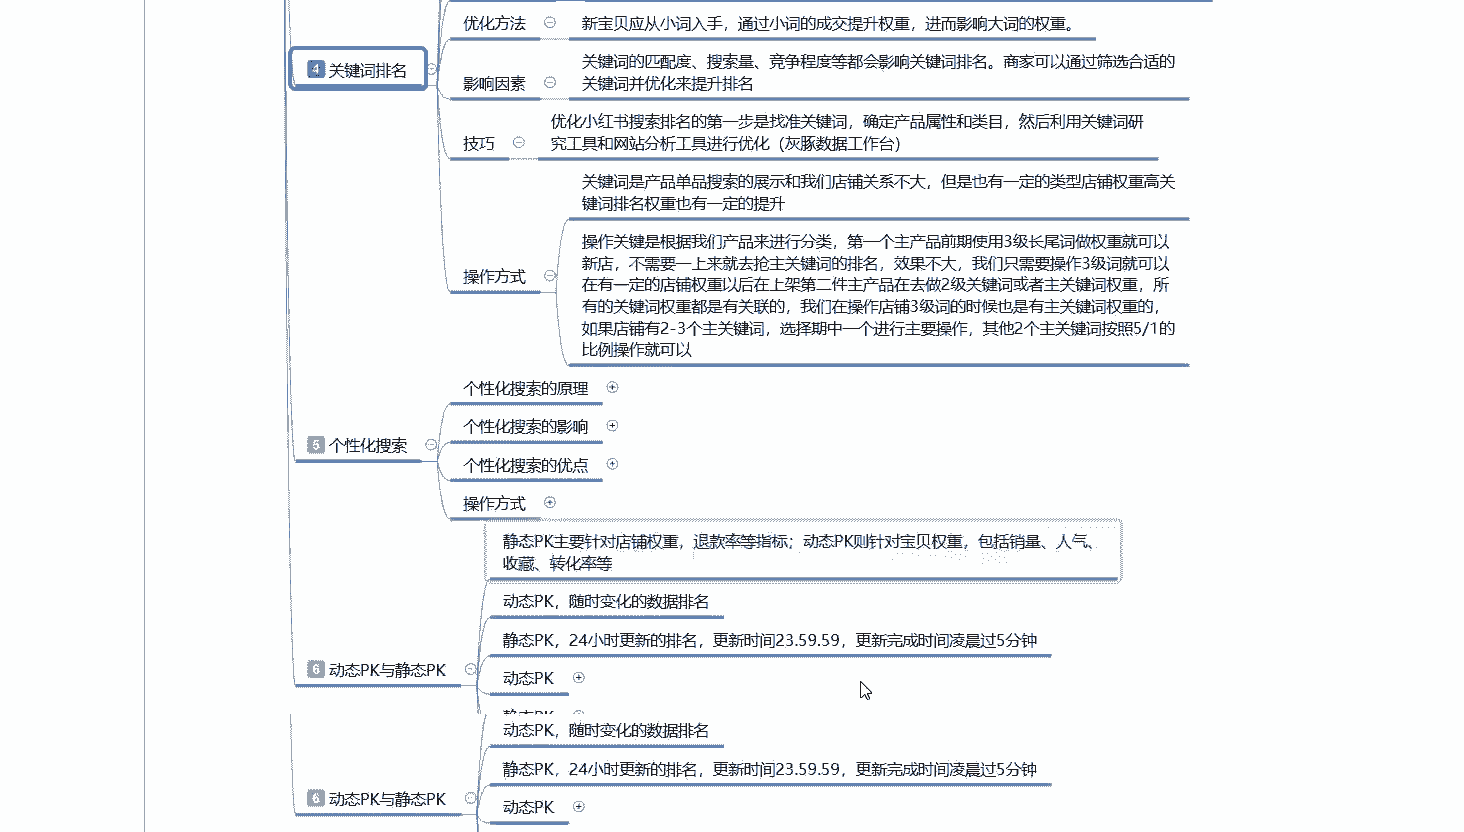 优化方法
新宝贝应从小词入手，通过小词的成交提升权重，进而影响大词的权重。
4 关键词排名
影响因素
关键词的匹配度、搜索量、竞争程度等都会影响关键词排名。商家可以通过筛选合适的
关键词并优化来提升排名
技巧
优化小红书搜索排名的第一步是找准关键词，确定产品属性和类目，然后利用关键词研
究工具和网站分析工具进行优化（灰豚数据工作台）
关键词是产品单品搜索的展示和我们店铺关系不大，但是也有一定的类型店铺权重高关
键词排名权重也有一定的提升
操作方式
操作关键是根据我们产品来进行分类，第一个主产品前期使用3级长尾词做权重就可以
新店，不需要一上来就去抢主关键词的排名，效果不大，我们只需要操作3级词就可以
在有一定的店铺权重以后在上架第二件主产品在去做2级关键词或者主关键词权重，所
有的关键词权重都是有关联的，我们在操作店铺3级词的时候也是有主关键词权重的，
如果店铺有2-3个主关键词，选择期中一个进行主要操作，其他2个主关键词按照5/1的
比例操作就可以
5 个性化搜索
个性化搜索的原理
个性化搜索的影响
个性化搜索的优点
操作方式
静态PK主要针对店铺权重，退款率等指标；动态PK则针对宝贝权重，包括销量、人气、
收藏、转化率等
动态PK，随时变化的数据排名
静态PK，24小时更新的排名，更新时间23.59.59，更新完成时间凌晨过5分钟
6 动态PK与静态PK
动态PK
静态PK
动态PK，随时变化的数据排名
静态PK，24小时更新的排名，更新时间23.59.59，更新完成时间凌晨过5分钟
6 动态PK与静态PK
动态PK